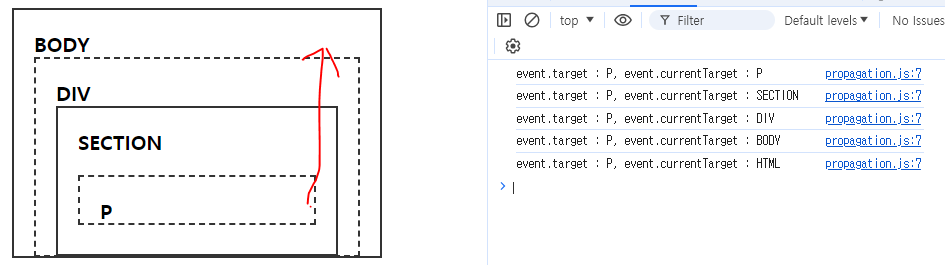 BODY
DIV
SECTION
P
top
Filter
Default levels
No Issues
event.target : P, event.currentTarget : P propagation.js:7
event.target : P, event.currentTarget : SECTION propagation.js:7
event.target : P, event.currentTarget : DIV propagation.js:7
event.target : P, event.currentTarget : BODY propagation.js:7
event.target : P, event.currentTarget : HTML propagation.js:7
>